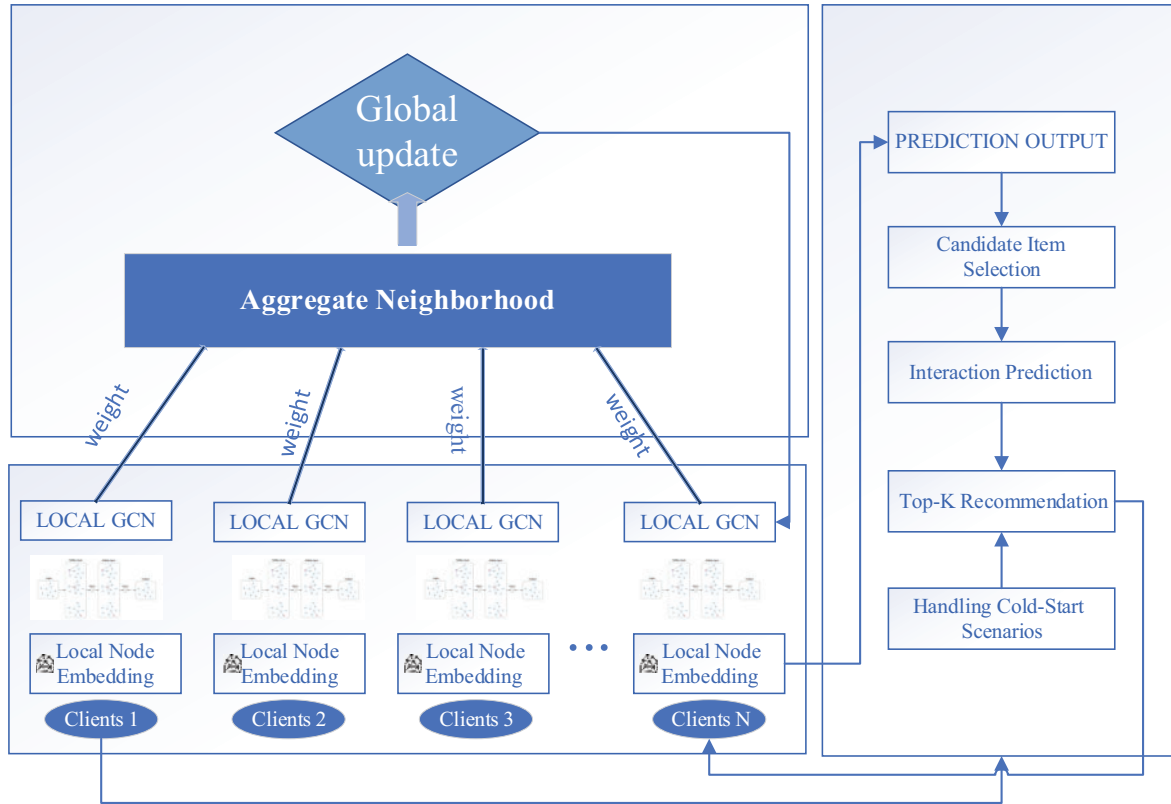 Global
update
Aggregate Neighborhood
weight
weight
weight
weight
LOCAL GCN
LOCAL GCN
LOCAL GCN
LOCAL GCN
Local Node
Embedding
Local Node
Embedding
Local Node
Embedding
...
Local Node
Embedding
Clients 1
Clients 2
Clients 3
Clients N
PREDICTION OUTPUT
Candidate Item
Selection
Interaction Prediction
Top-K Recommendation
Handling Cold-Start
Scenarios